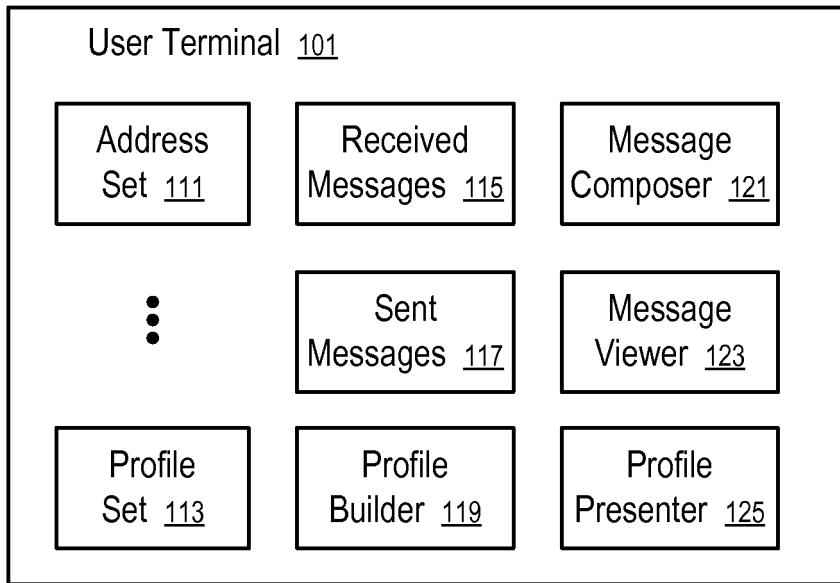 User Terminal 101
Address
Set 111
Received
Messages 115
Message
Composer 121
Sent
Messages 117
Message
Viewer 123
Profile
Set 113
Profile
Builder 119
Profile
Presenter 125